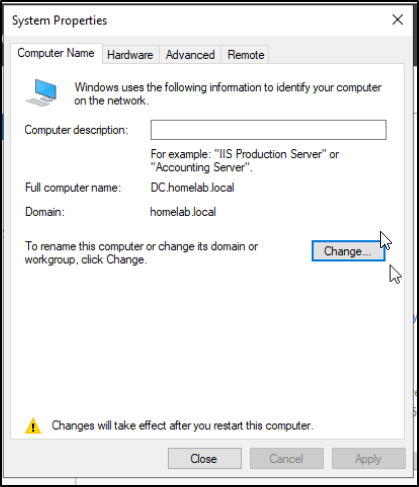 System Properties
Computer Name
Hardware
Advanced
Remote
Windows uses the following information to identify your computer
on the network.
Computer description:
For example: "IIS Production Server" or
"Accounting Server".
Full computer name:
DC.homelab.local
Domain:
homelab.local
To rename this computer or change its domain or
workgroup, click Change.
Change...
Changes will take effect after you restart this computer.
Close
Cancel
Apply